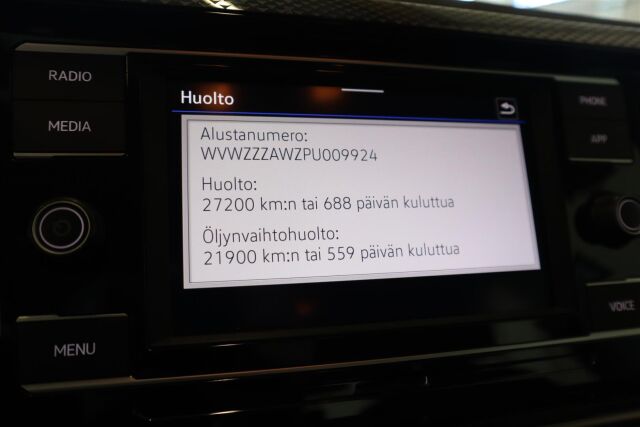 RADIO
MEDIA
MENU
Huolto
Alustanumero:
WVWZZZAWZPU009924
Huolto:
27200 km:n tai 688 päivän kuluttua
Öljynvaihtohuolto:
21900 km:n tai 559 päivän kuluttua
PHONE
APP
VOICE